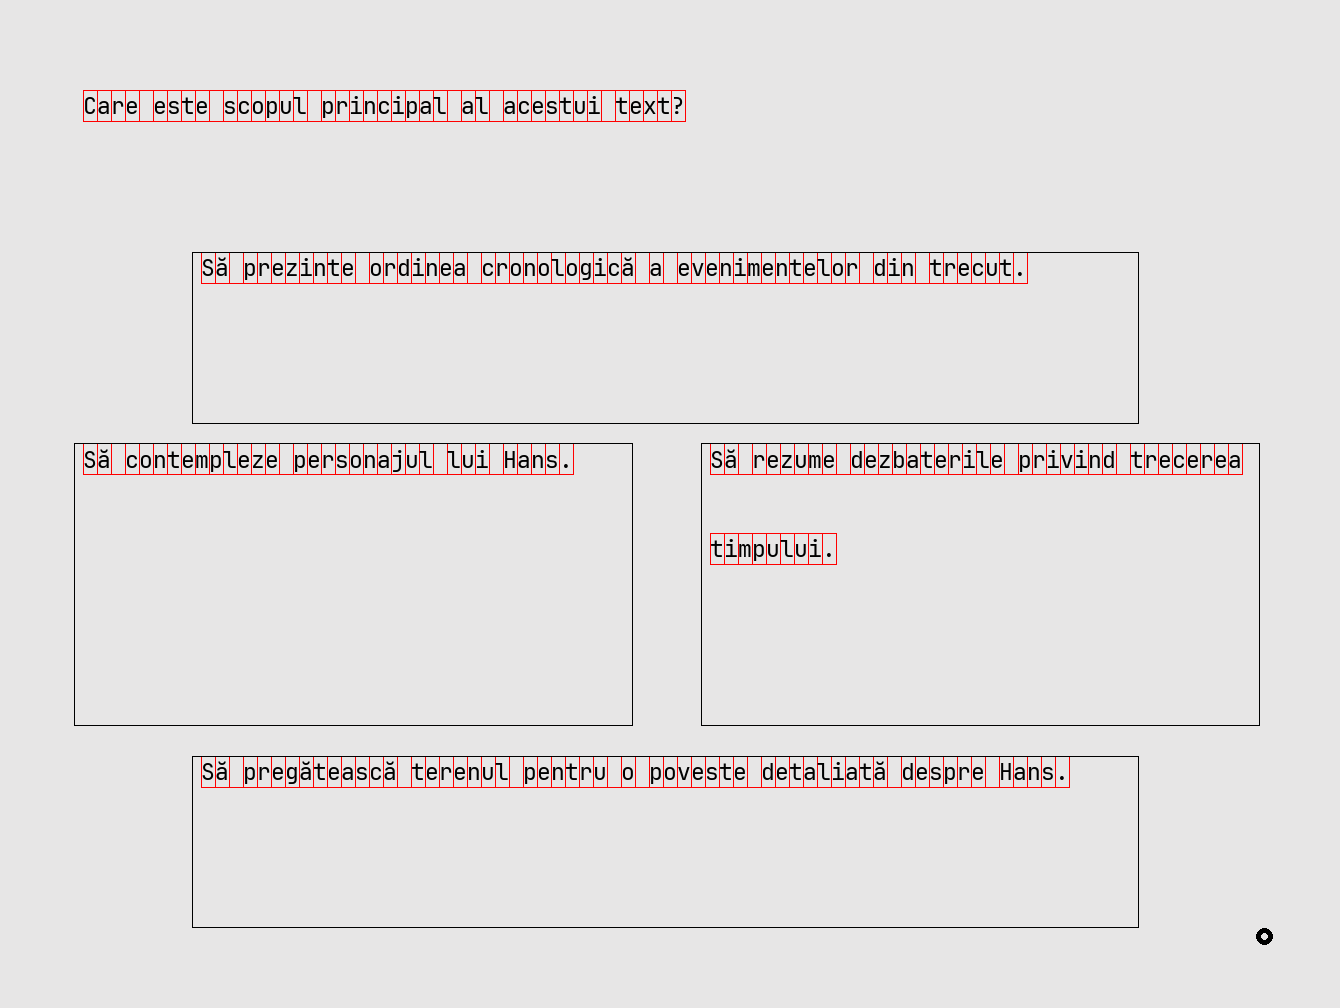 Care este scopul principal al acestui text?
Să prezinte ordinea cronologică a evenimentelor din trecut.
Să contempleze personajul lui Hans.
Să rezume dezbaterile privind trecerea
timpului.
Să pregătească terenul pentru o poveste detaliată despre Hans.